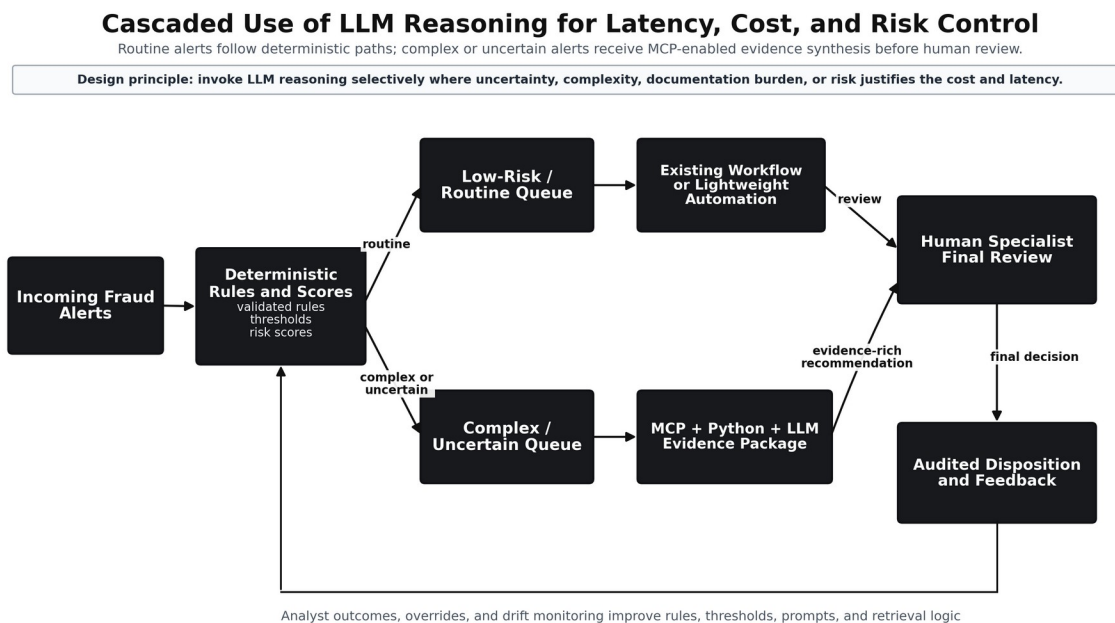 Cascaded Use of LLM Reasoning for Latency, Cost, and Risk Control
Routine alerts follow deterministic paths; complex or uncertain alerts receive MCP-enabled evidence synthesis before human review.
Design principle: invoke LLM reasoning selectively where uncertainty, complexity, documentation burden, or risk justifies the cost and latency.
Incoming Fraud
Alerts
Deterministic
Rules and Scores
validated rules
thresholds
risk scores
routine
Low-Risk /
Routine Queue
Existing Workflow
or Lightweight
Automation
review
complex or
uncertain
Complex /
Uncertain Queue
MCP + Python + LLM
Evidence Package
evidence-rich
recommendation
Human Specialist
Final Review
final decision
Audited Disposition
and Feedback
Analyst outcomes, overrides, and drift monitoring improve rules, thresholds, prompts, and retrieval logic